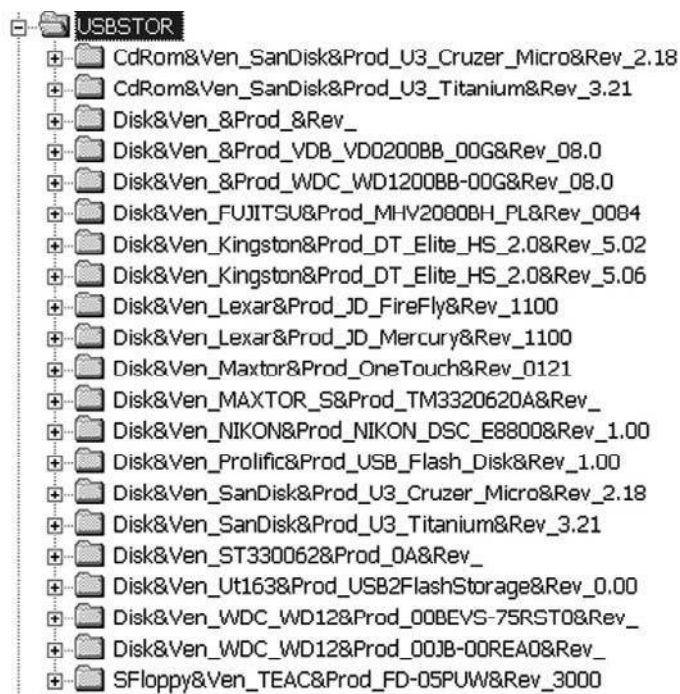 USBSTOR
CdRom&Ven_SanDisk&Prod_U3_Cruzer_Micro&Rev_2.18
CdRom&Ven_SanDisk&Prod_U3_Titanium&Rev_3.21
Disk&Ven_&Prod_&Rev_
Disk&Ven_&Prod_VDB_VD0200BB_00G&Rev_08.0
Disk&Ven_&Prod_WDC_WD1200BB-00G&Rev_08.0
Disk&Ven_FUJITSU&Prod_MHV2080BH_PL&Rev_0084
Disk&Ven_Kingston&Prod_DT_Elite_HS_2.0&Rev_5.02
Disk&Ven_Kingston&Prod_DT_Elite_HS_2.0&Rev_5.06
Disk&Ven_Lexar&Prod_JD_FireFly&Rev_1100
Disk&Ven_Lexar&Prod_JD_Mercury&Rev_1100
Disk&Ven_Maxtor&Prod_OneTouch&Rev_0121
Disk&Ven_MAXTOR_S&Prod_TM3320620A&Rev_
Disk&Ven_NIKON&Prod_NIKON_DSC_E8800&Rev_1.00
Disk&Ven_Prolific&Prod_USB_Flash_Disk&Rev_1.00
Disk&Ven_SanDisk&Prod_U3_Cruzer_Micro&Rev_2.18
Disk&Ven_SanDisk&Prod_U3_Titanium&Rev_3.21
Disk&Ven_ST330062&Prod_0A&Rev_
Disk&Ven_Ut163&Prod_USB2FlashStorage&Rev_0.00
Disk&Ven_WDC_WD12&Prod_00BEVS-75RST0&Rev_
Disk&Ven_WDC_WD12&Prod_00JB-00REA0&Rev_
SFloppy&Ven_TEAC&Prod_FD-05PUW&Rev_3000